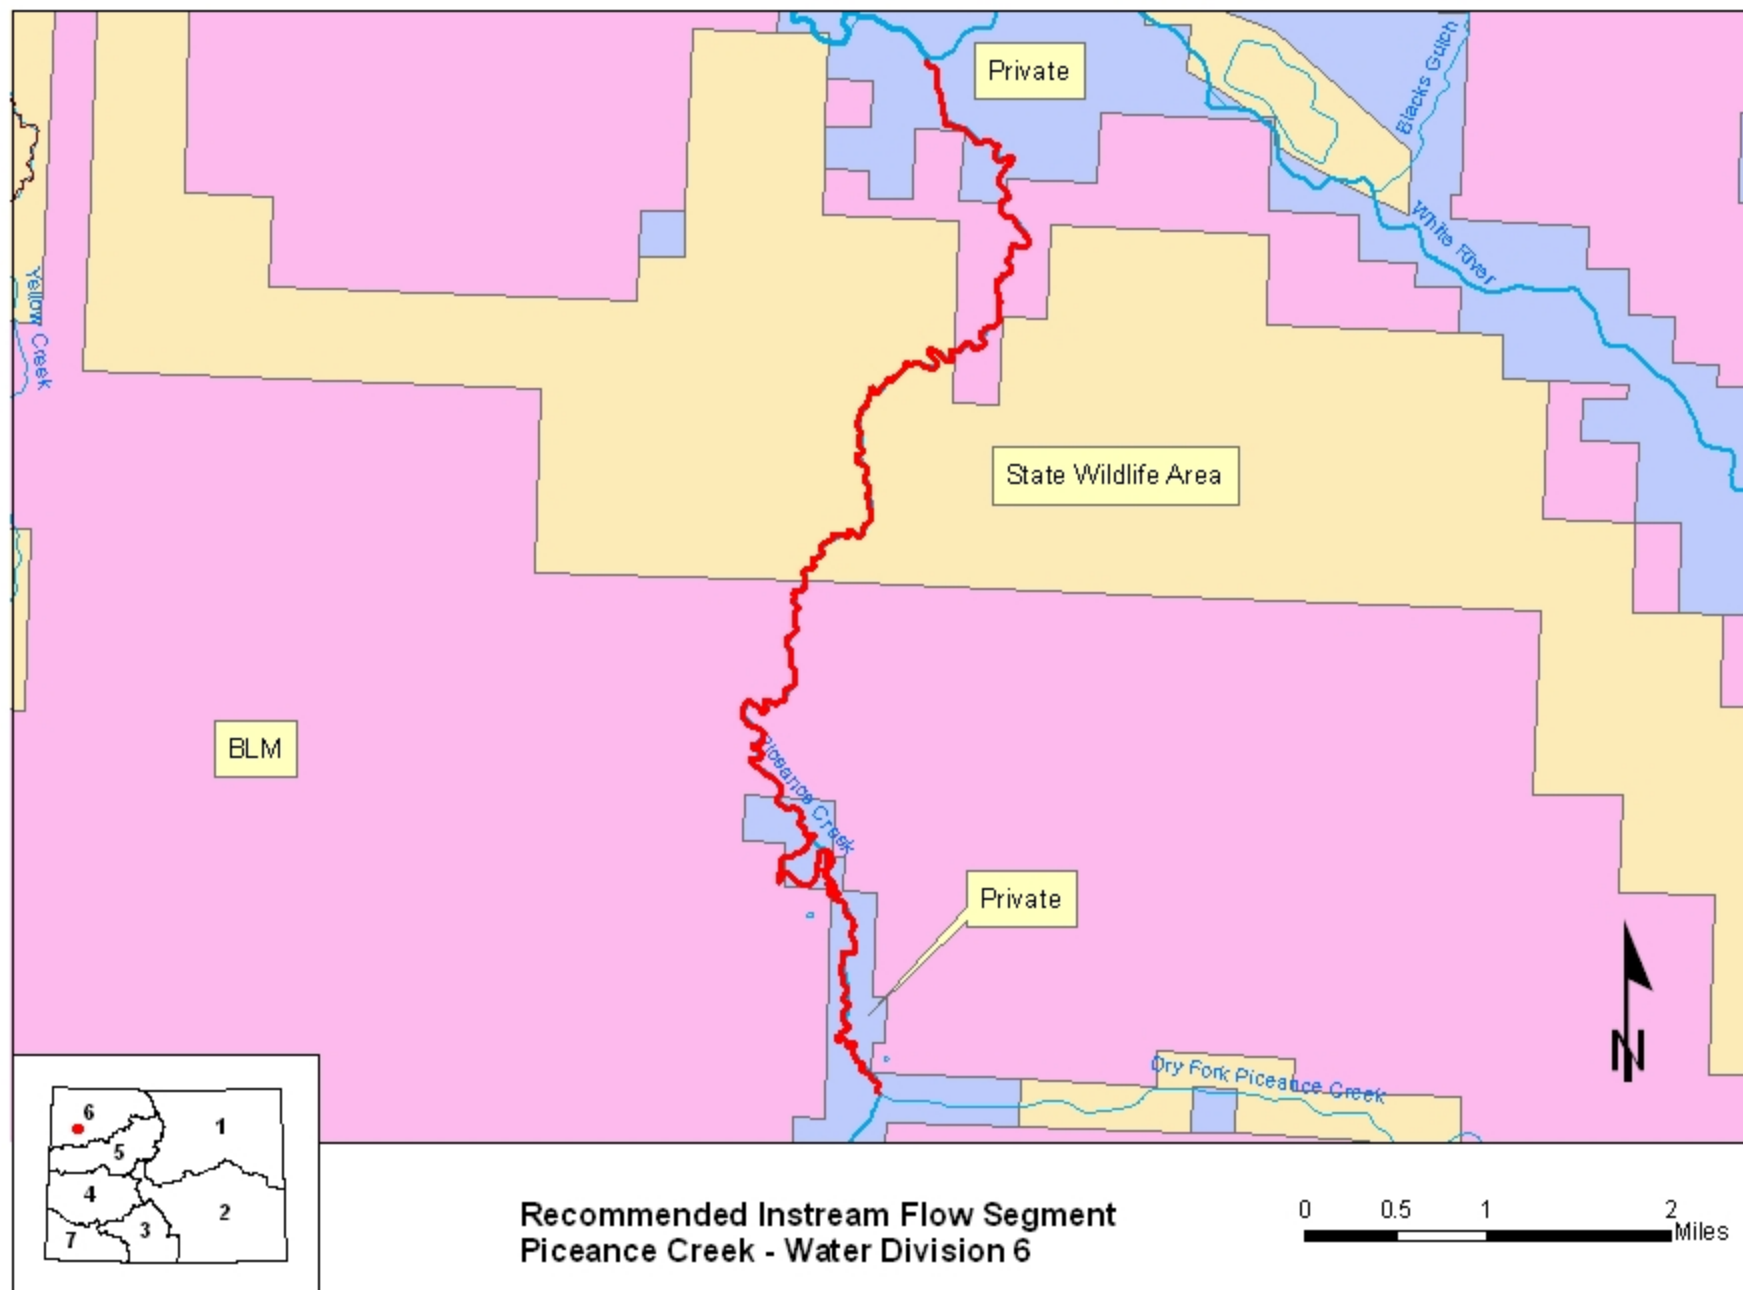 Private
Blacks Gulch
White River
Yellow Creek
State Wildlife Area
BLM
Piceance Creek
Private
N
Dry Fork Piceance Creek
6
1
5
4
2
3
7
Recommended Instream Flow Segment
Piceance Creek - Water Division 6
0 0.5 1 2
Miles